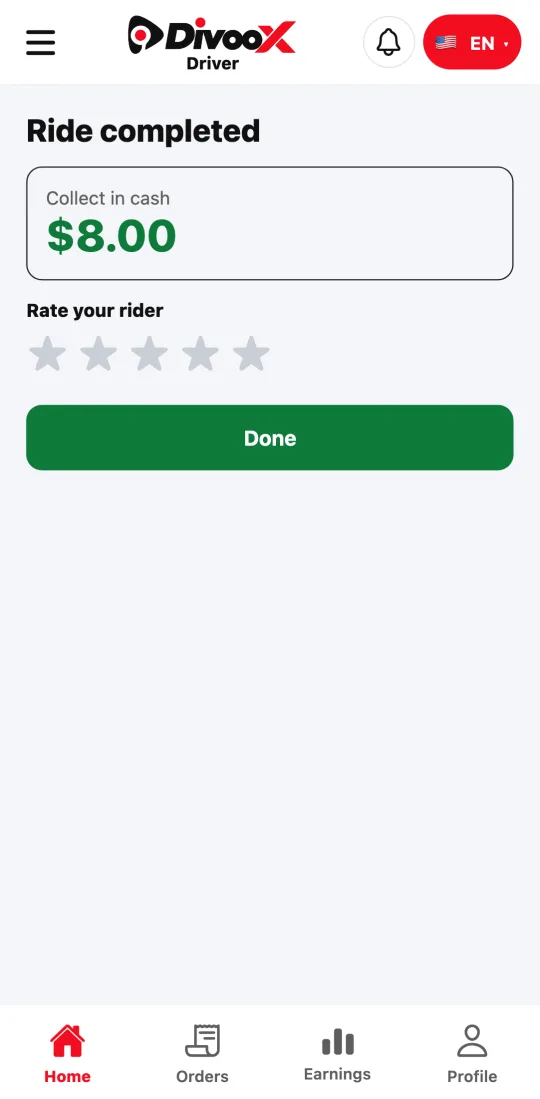 DivooX
Driver
EN
Ride completed
Collect in cash
$8.00
Rate your rider
Done
Home
Orders
Earnings
Profile